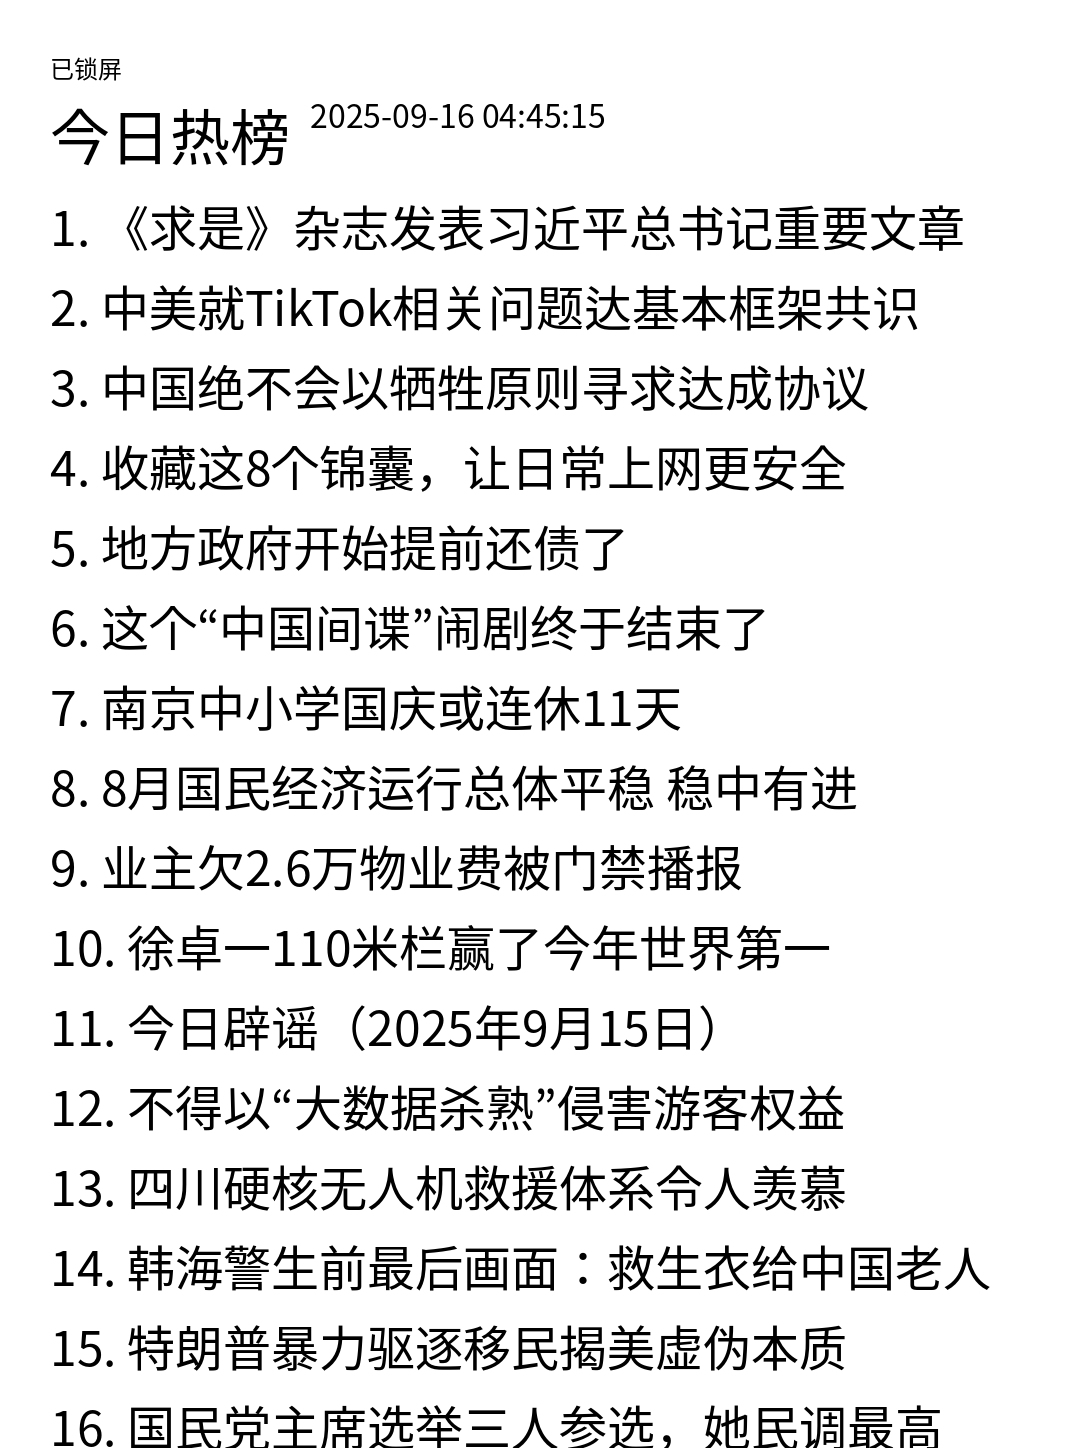 已锁屏
今日热榜 2025-09-16 04:45:15
1. 《求是》杂志发表习近平总书记重要文章
2. 中美就TikTok相关问题达基本框架共识
3. 中国绝不会以牺牲原则寻求达成协议
4. 收藏这8个锦囊，让日常上网更安全
5. 地方政府开始提前还债了
6. 这个“中国间谍”闹剧终于结束了
7. 南京中小学国庆或连休11天
8. 8月国民经济运行总体平稳 稳中有进
9. 业主欠2.6万物业费被门禁播报
10. 徐卓一110米栏赢了今年世界第一
11. 今日辟谣（2025年9月15日）
12. 不得以“大数据杀熟”侵害游客权益
13. 四川硬核无人机救援体系令人羡慕
14. 韩海警生前最后画面：救生衣给中国老人
15. 特朗普暴力驱逐移民揭美虚伪本质
16. 国民党主席选举三人参选，她民调最高